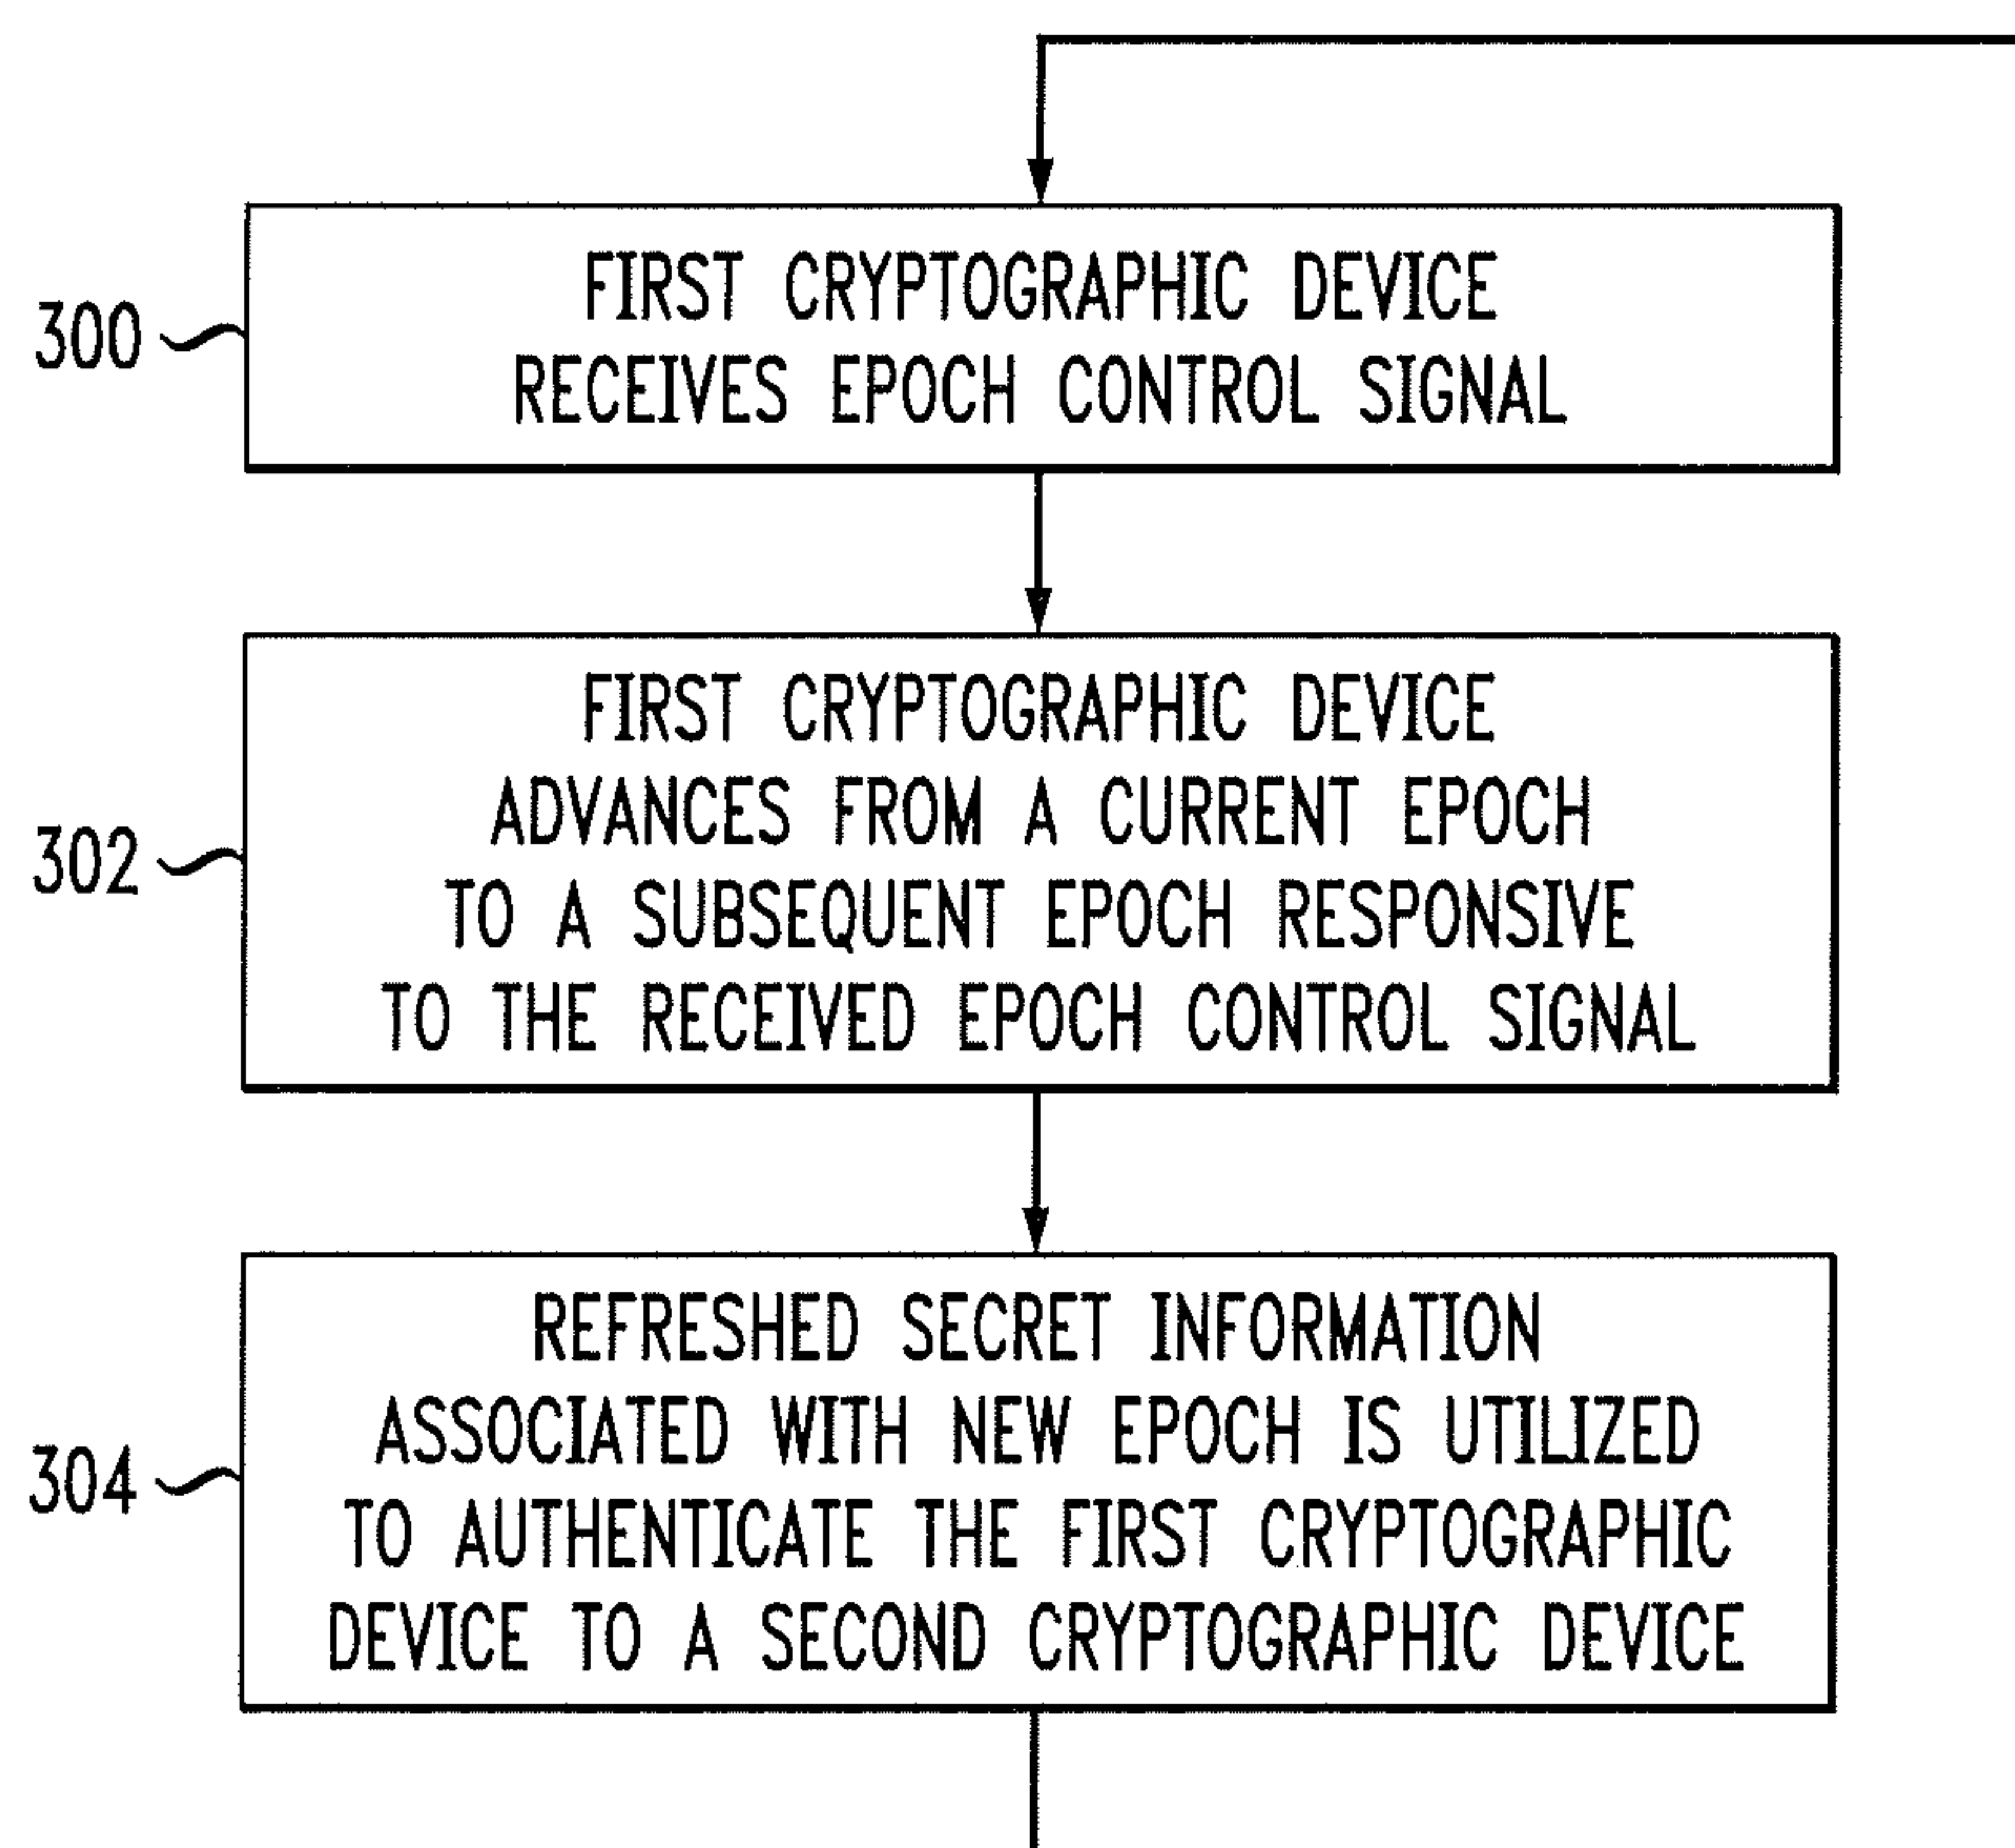 300
FIRST CRYPTOGRAPHIC DEVICE
RECEIVES EPOCH CONTROL SIGNAL
302
FIRST CRYPTOGRAPHIC DEVICE
ADVANCES FROM A CURRENT EPOCH
TO A SUBSEQUENT EPOCH RESPONSIVE
TO THE RECEIVED EPOCH CONTROL SIGNAL
304
REFRESHED SECRET INFORMATION
ASSOCIATED WITH NEW EPOCH IS UTILIZED
TO AUTHENTICATE THE FIRST CRYPTOGRAPHIC
DEVICE TO A SECOND CRYPTOGRAPHIC DEVICE